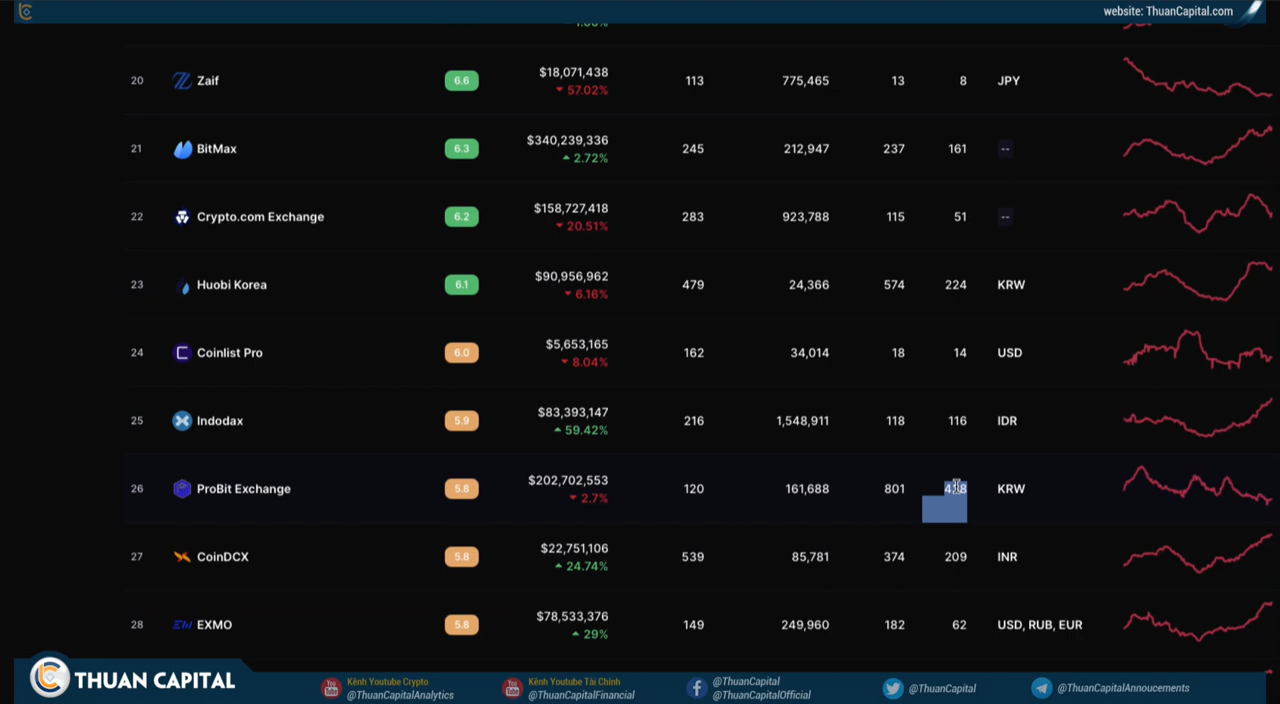 website: ThuanCapital.com
20 Zaif 6.6 $18,071,438 113 775,465 13 8 JPY
57.02%
21 BitMax 6.3 $340,239,336 245 212,947 237 161 --
2.72%
22 Crypto.com Exchange 6.2 $158,727,418 283 923,788 115 51 --
20.51%
23 Huobi Korea 6.1 $90,956,962 479 24,366 574 224 KRW
6.16%
24 Coinlist Pro 6.0 $5,653,165 162 34,014 18 14 USD
8.04%
25 Indodax 5.9 $83,393,147 216 1,548,911 118 116 IDR
59.42%
26 ProBit Exchange 5.8 $202,702,553 120 161,688 801 KRW
2.7%
27 CoinDCX 5.8 $22,751,106 539 85,781 374 209 INR
24.74%
28 EXMO 5.8 $78,533,376 149 249,960 182 62 USD, RUB, EUR
29%
THUAN CAPITAL
Kênh Youtube Crypto
@ThuanCapitalAnalytics
Kênh Youtube Tài Chính
@ThuanCapitalFinancial
@ThuanCapital
@ThuanCapitalOfficial
@ThuanCapital
@ThuanCapitalAnnoucements